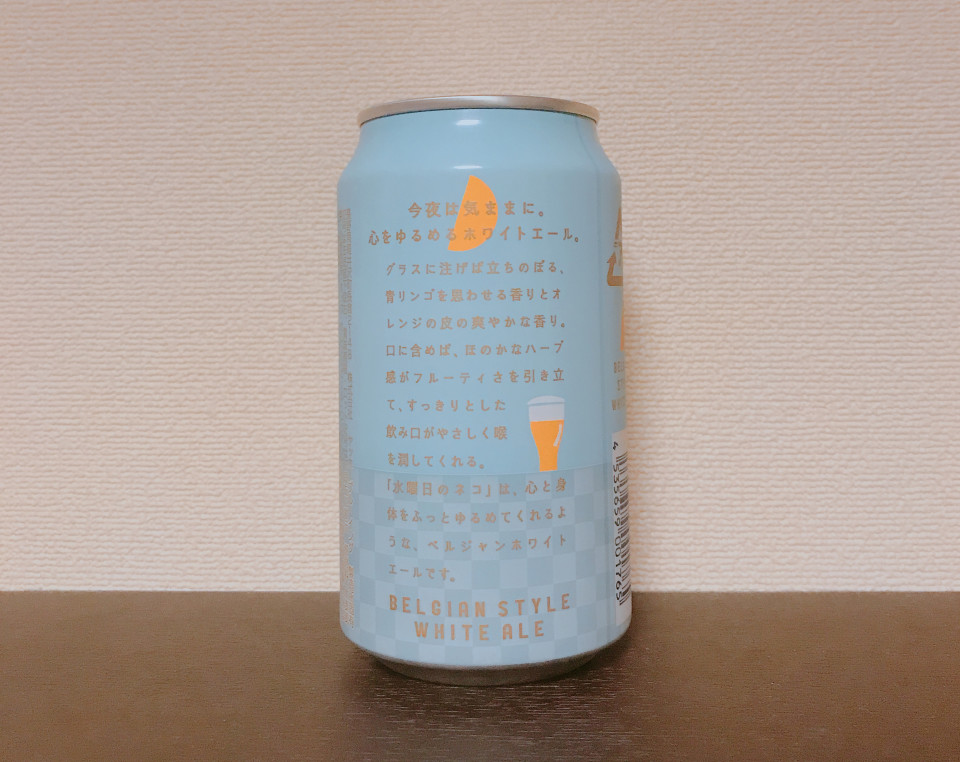 今夜は気ままに。
心をゆるめるホワイトエール。
グラスに注げば立ちのぼる、
青リンゴを思わせる香りとオ
レンジの皮の爽やかな香り。
口に含めば、ほのかなハーブ
感がフルーティさを引き立
て、すっきりとした
飲み口がやさしく喉
を潤してくれる。
「水曜日のネコ」は、心と身
体をふっとゆるめてくれるよ
うな、ベルジャンホワイト
エールです。
BELGIAN STYLE
WHITE ALE
4 535659 001765